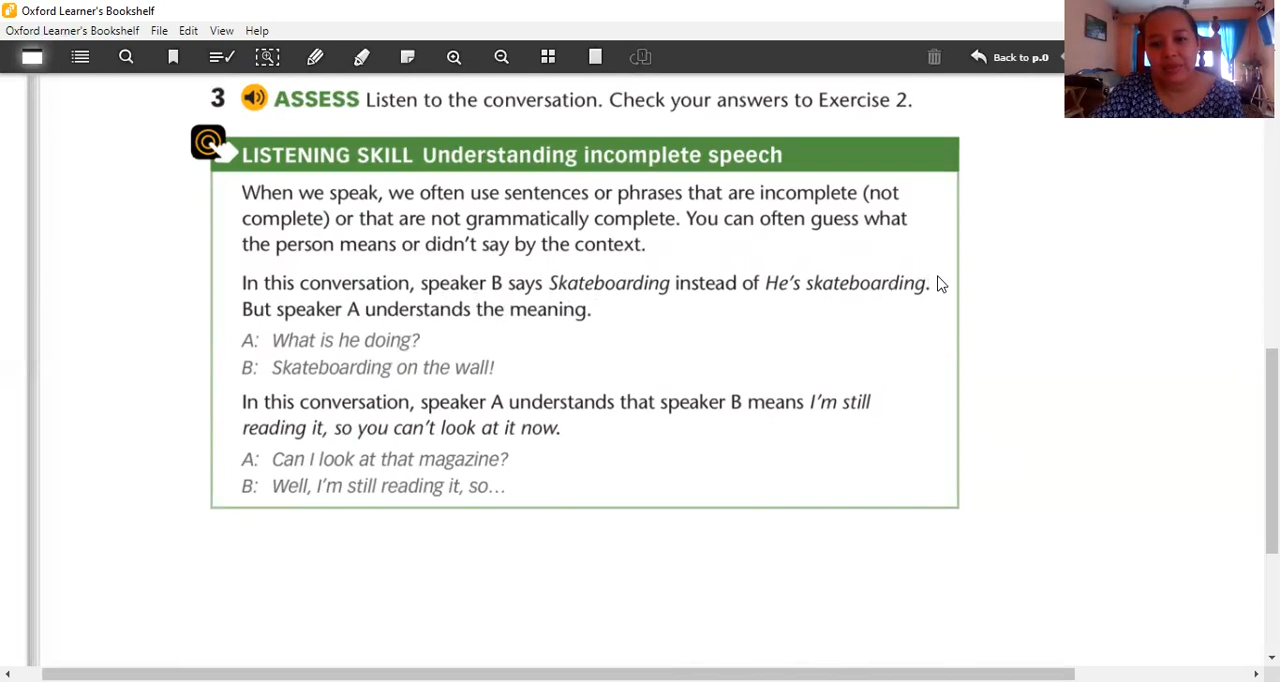 Oxford Learner's Bookshelf
Oxford Learner's Bookshelf File Edit View Help
Back to p.0
3 ASSESS Listen to the conversation. Check your answers to Exercise 2.
LISTENING SKILL Understanding incomplete speech
When we speak, we often use sentences or phrases that are incomplete (not
complete) or that are not grammatically complete. You can often guess what
the person means or didn't say by the context.
In this conversation, speaker B says Skateboarding instead of He's skateboarding.
But speaker A understands the meaning.
A: What is he doing?
B: Skateboarding on the wall!
In this conversation, speaker A understands that speaker B means I'm still
reading it, so you can't look at it now.
A: Can I look at that magazine?
B: Well, I'm still reading it, so...